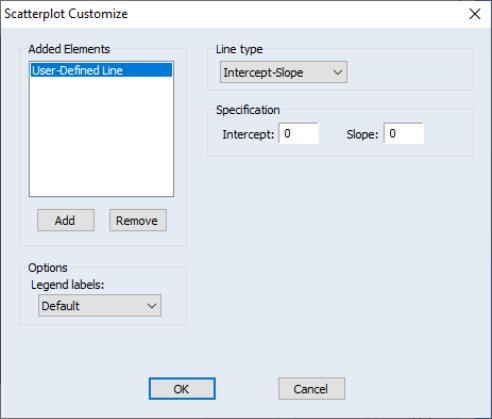 Scatterplot Customize
Added Elements
User-Defined Line
Add Remove
Options
Legend labels:
Default
Line type
Intercept-Slope
Specification
Intercept: 0 Slope: 0
OK Cancel